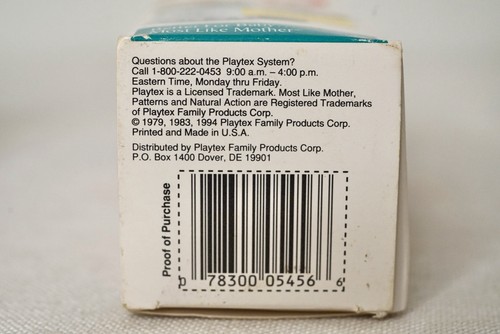 Most Like Mother
Questions about the Playtex System?
Call 1-800-222-0453 9:00 a.m. – 4:00 p.m.
Eastern Time, Monday thru Friday.
Playtex is a Licensed Trademark. Most Like Mother,
Patterns and Natural Action are Registered Trademarks
of Playtex Family Products Corp.
© 1979, 1983, 1994 Playtex Family Products Corp.
Printed and Made in U.S.A.
Distributed by Playtex Family Products Corp.
P.O. Box 1400 Dover, DE 19901
Proof of Purchase
0 78300 05456 6